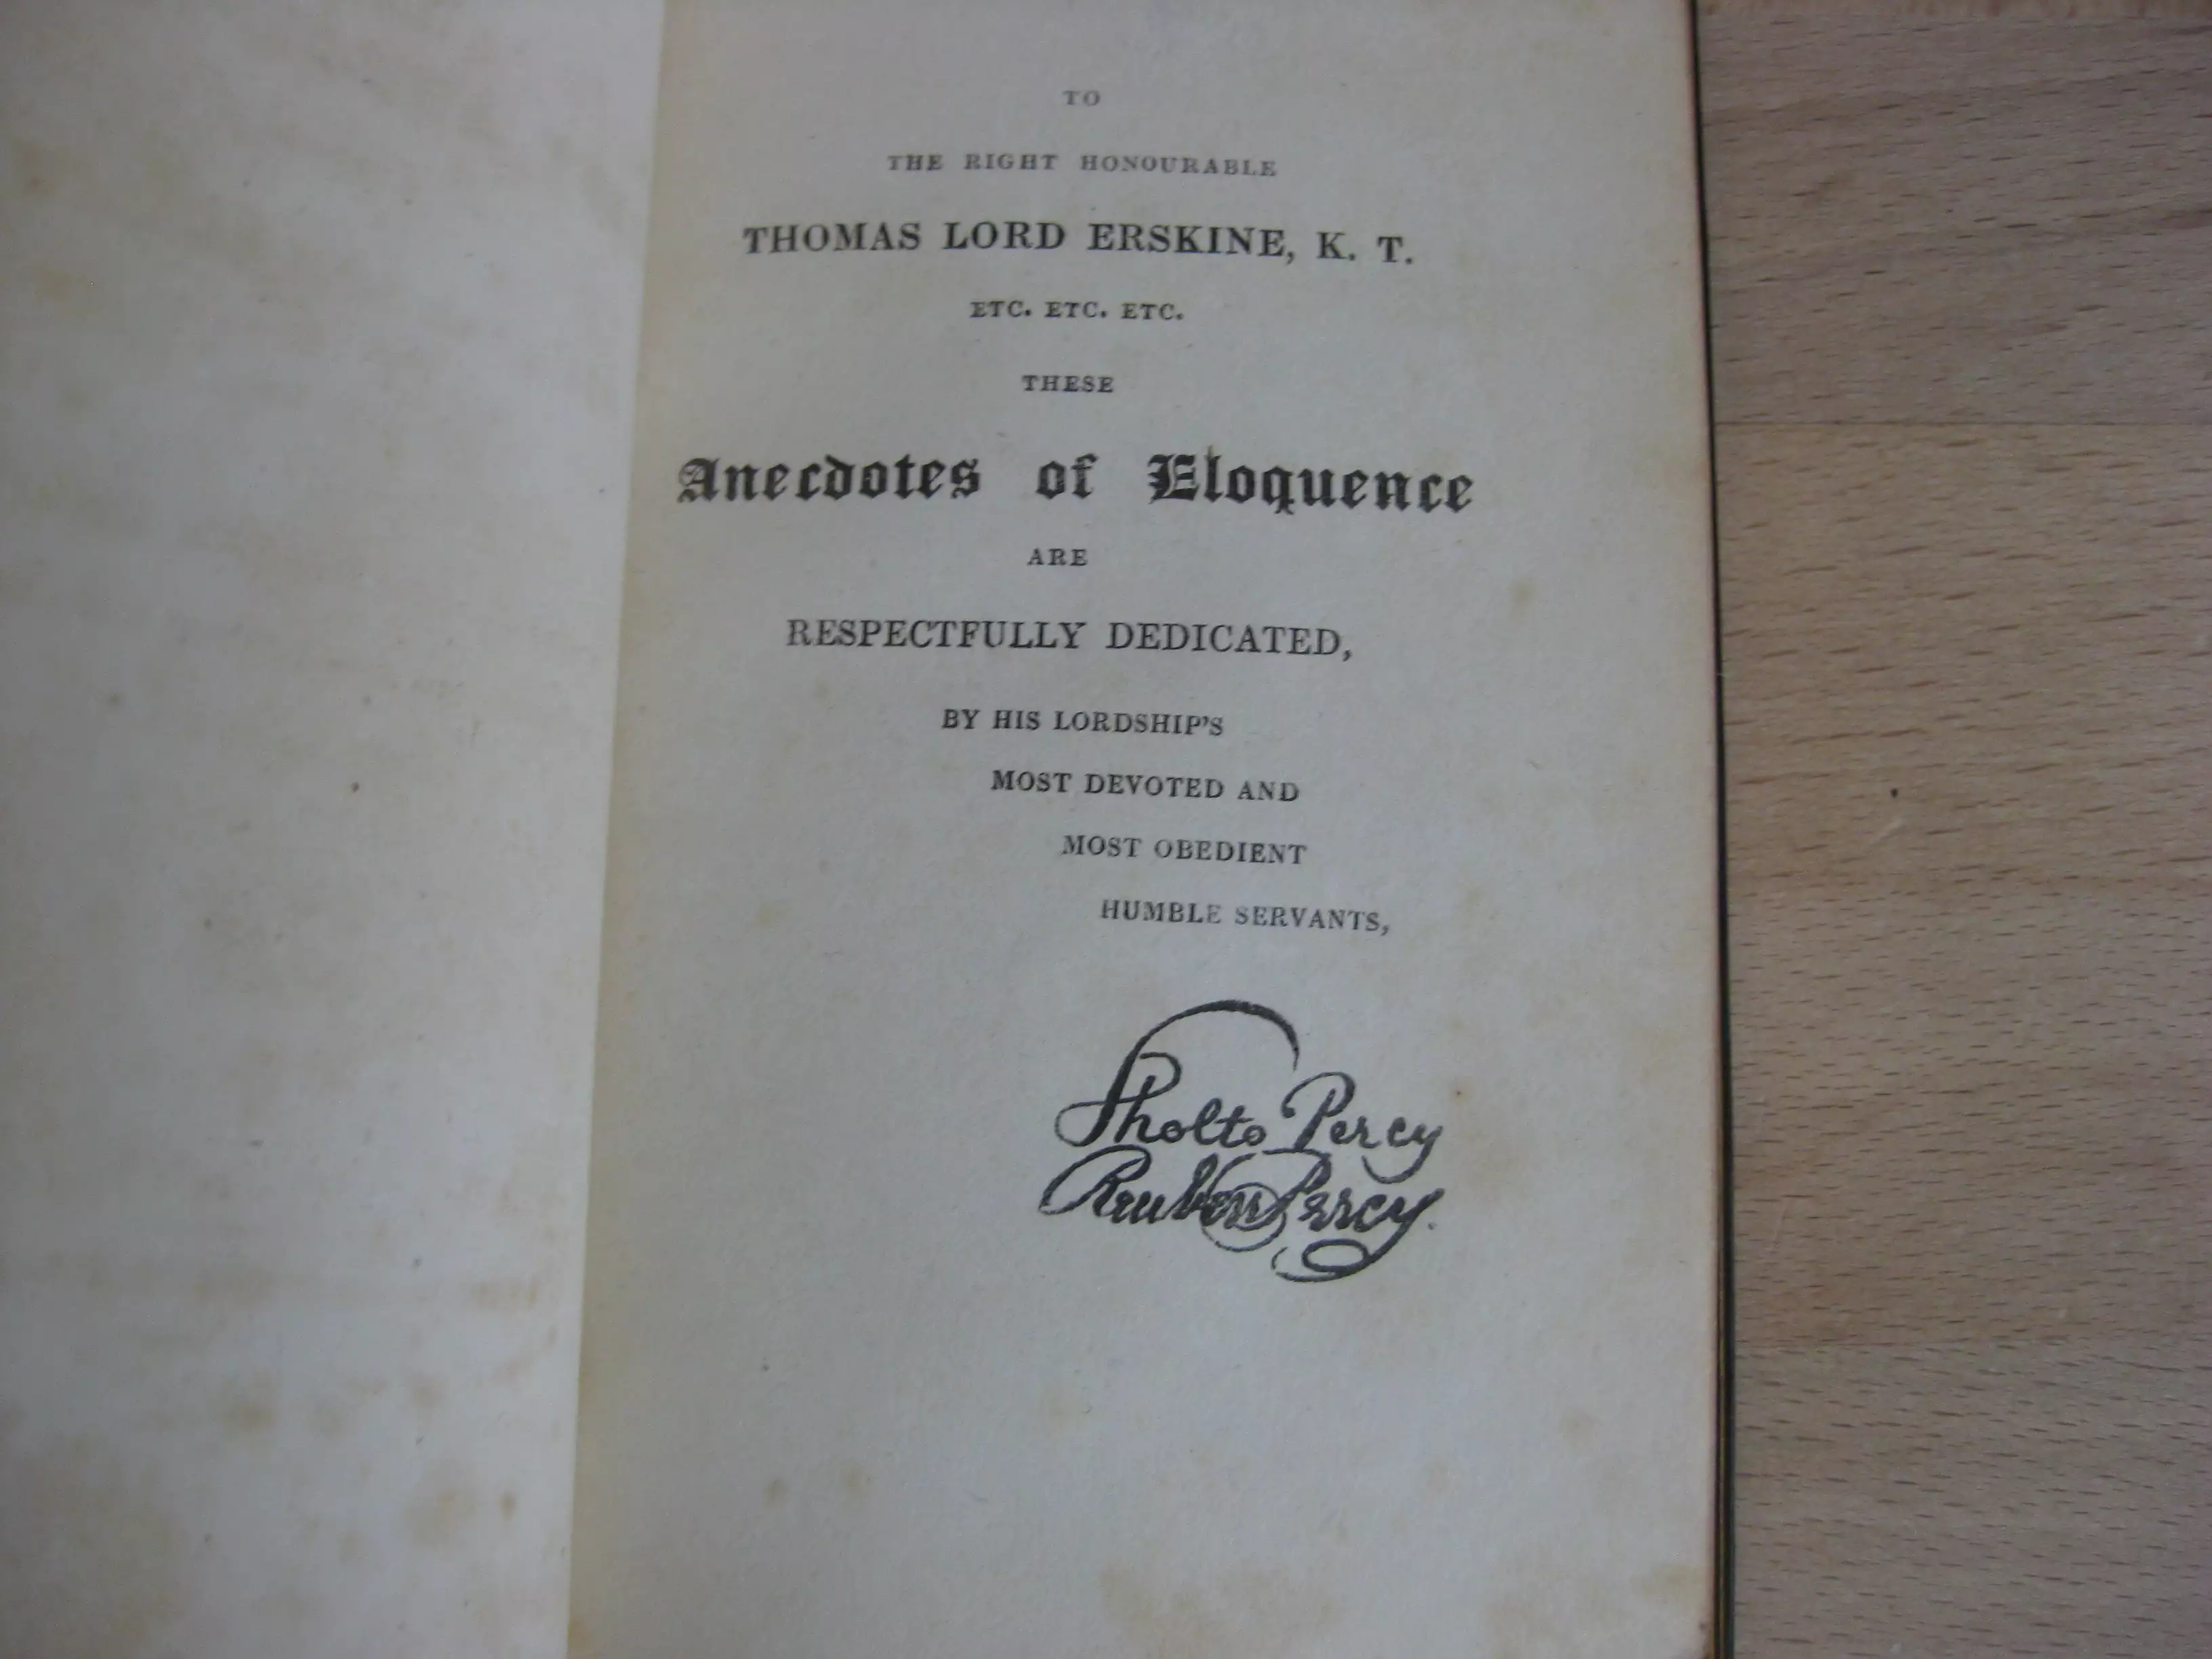 TO
THE RIGHT HONOURABLE
THOMAS LORD ERSKINE, K. T.
ETC. ETC. ETC.
THESE
Anecdotes of Eloquence
ARE
RESPECTFULLY DEDICATED,
BY HIS LORDSHIP'S
MOST DEVOTED AND
MOST OBEDIENT
HUMBLE SERVANTS,
Sholto Percy
Reuben Percy.